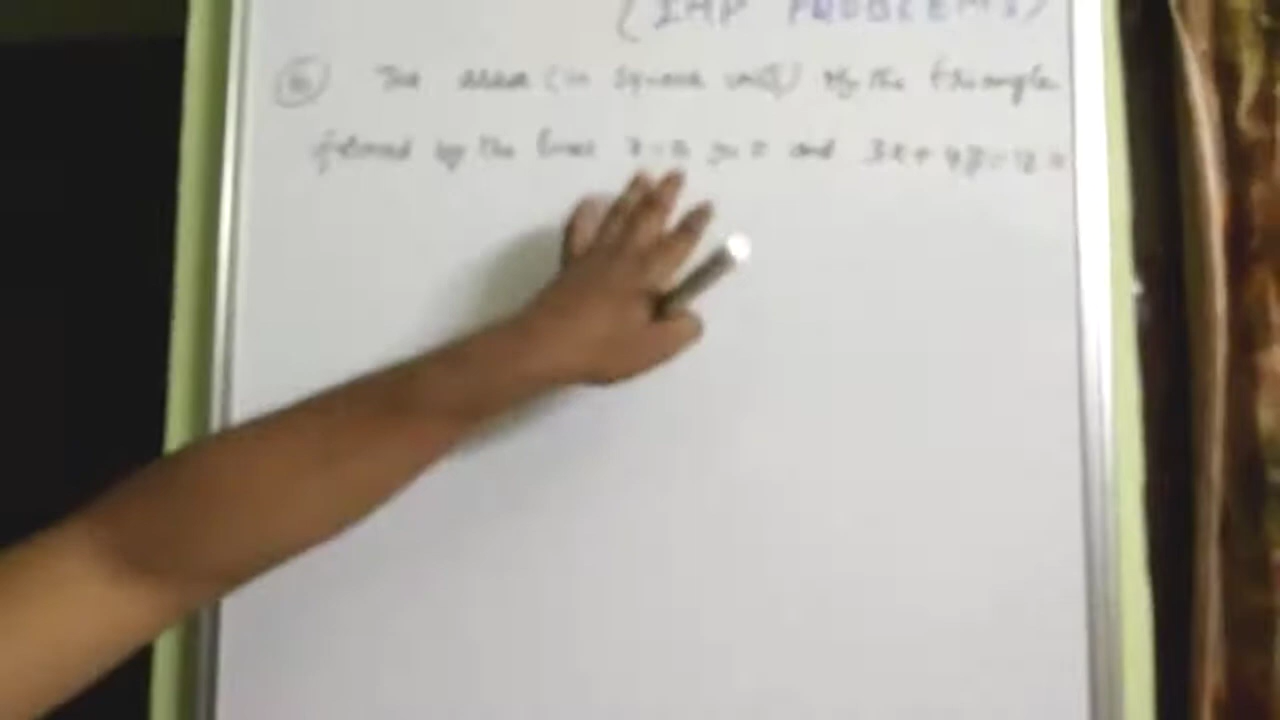 (IMP PROBLEMS)
The area (in square units) of the triangle
formed by the lines x=0 y=0 and 3x+4y=12